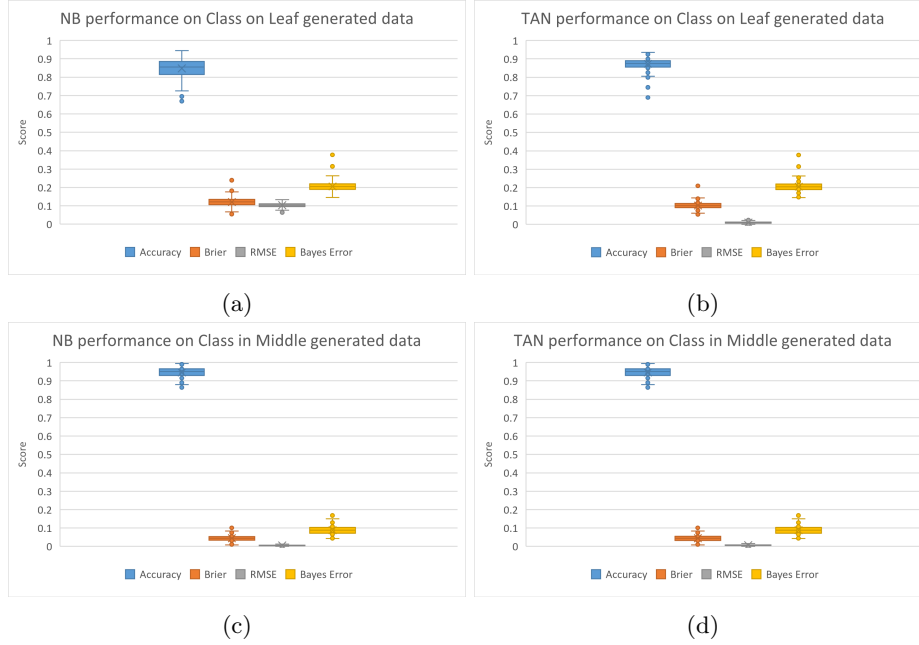 NB performance on Class on Leaf generated data
1
0.9
0.8
0.7
0.6
0.5
0.4
0.3
0.2
0.1
0
Score
Accuracy Brier RMSE Bayes Error
(a)
TAN performance on Class on Leaf generated data
1
0.9
0.8
0.7
0.6
0.5
0.4
0.3
0.2
0.1
0
Score
Accuracy Brier RMSE Bayes Error
(b)
NB performance on Class in Middle generated data
1
0.9
0.8
0.7
0.6
0.5
0.4
0.3
0.2
0.1
0
Score
Accuracy Brier RMSE Bayes Error
(c)
TAN performance on Class in Middle generated data
1
0.9
0.8
0.7
0.6
0.5
0.4
0.3
0.2
0.1
0
Score
Accuracy Brier RMSE Bayes Error
(d)